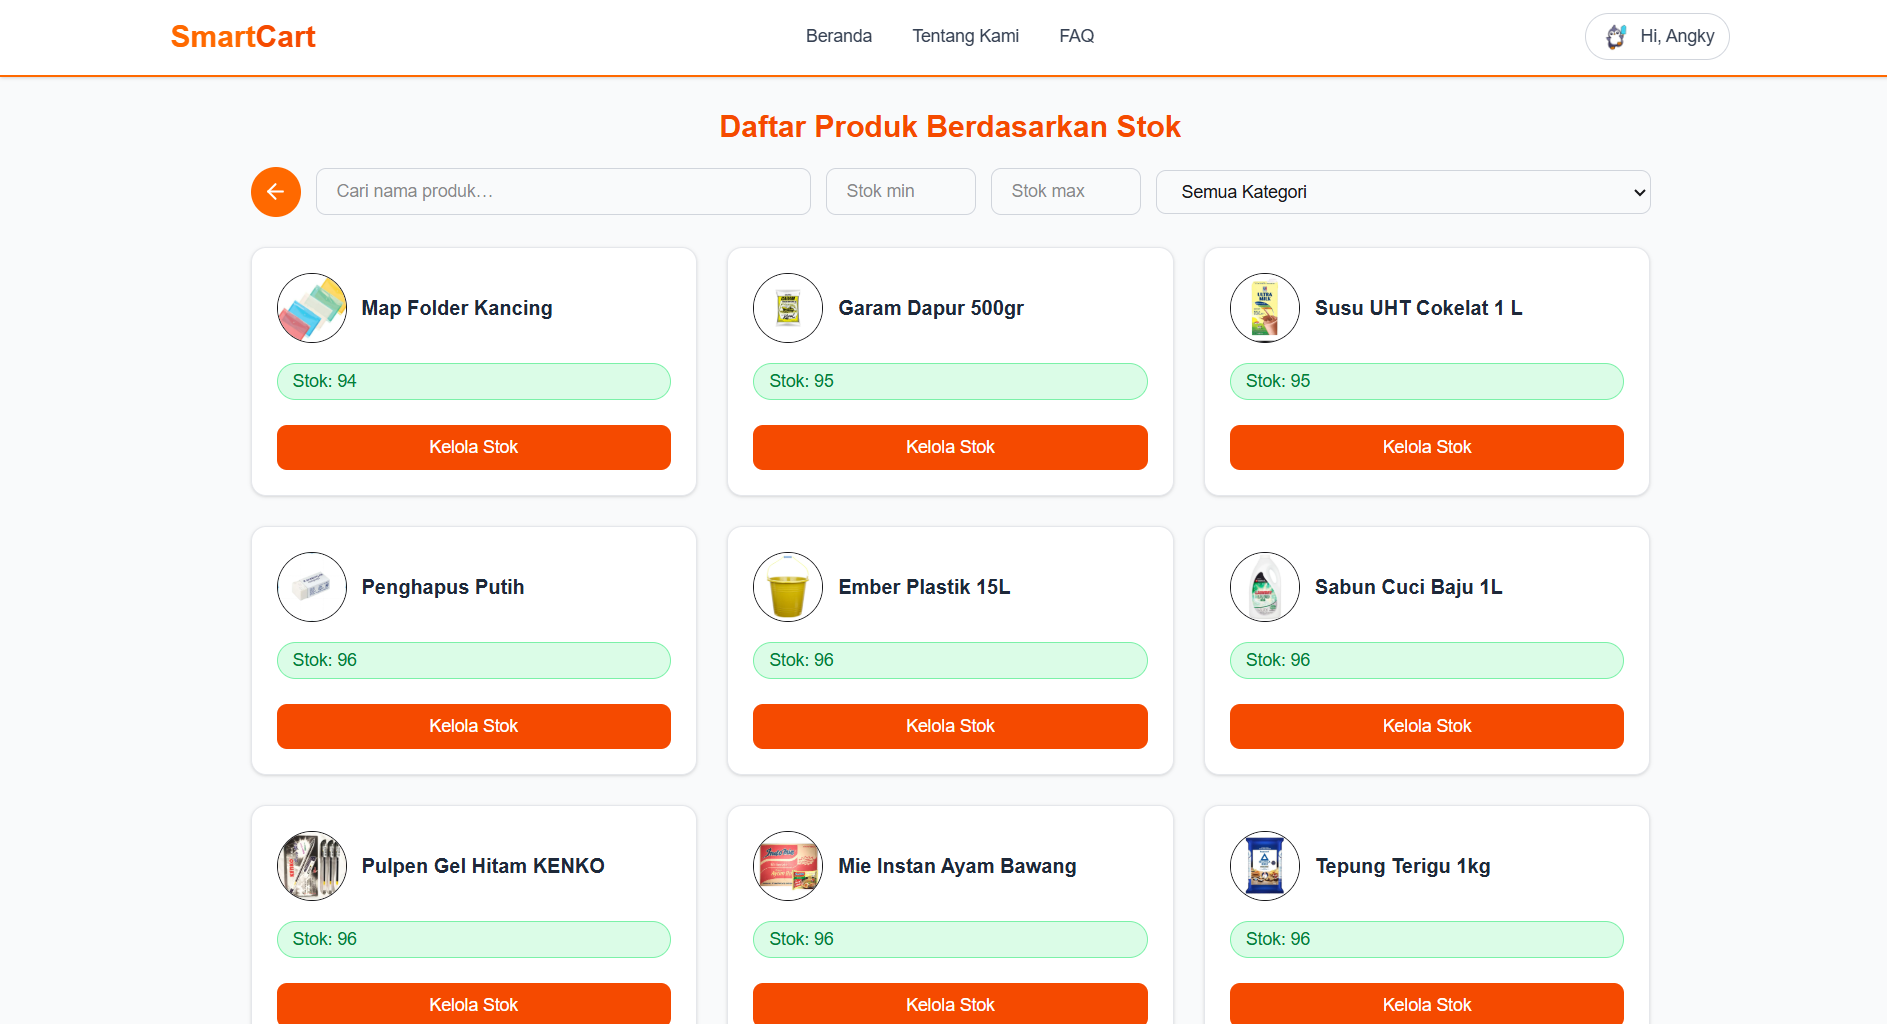 SmartCart
Beranda
Tentang Kami
FAQ
Hi, Angky
Daftar Produk Berdasarkan Stok
Cari nama produk...
Stok min
Stok max
Semua Kategori
Map Folder Kancing
Stok: 94
Kelola Stok
Garam Dapur 500gr
Stok: 95
Kelola Stok
Susu UHT Cokelat 1 L
Stok: 95
Kelola Stok
Penghapus Putih
Stok: 96
Kelola Stok
Ember Plastik 15L
Stok: 96
Kelola Stok
Sabun Cuci Baju 1L
Stok: 96
Kelola Stok
Pulpen Gel Hitam KENKO
Stok: 96
Kelola Stok
Mie Instan Ayam Bawang
Stok: 96
Kelola Stok
Tepung Terigu 1kg
Stok: 96
Kelola Stok